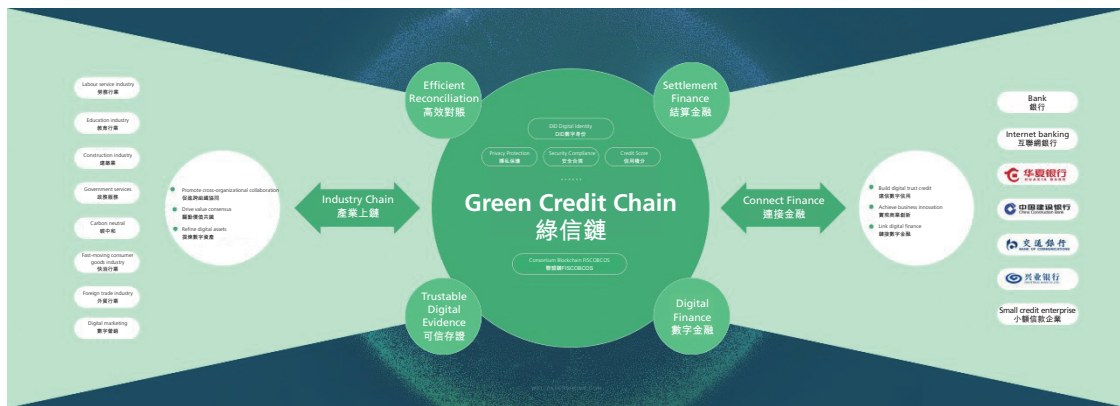 Labour service industry
勞務行業
Education industry
教育行業
Construction industry
建築業
Government services
政務服務
Carbon neutral
碳中和
Fast-moving consumer
goods industry
快消行業
Foreign trade industry
外貿行業
Digital marketing
數字營銷
Promote cross-organizational collaboration
促進跨組織協同
Drive value consensus
驅動價值共識
Refine digital assets
提煉數字資產
Industry Chain
產業上鏈
Efficient
Reconciliation
高效對賬
Trustable
Digital
Evidence
可信存證
DID Digital Identity
DID數字身分
Privacy Protection
隱私保護
Security Compliance
安全合規
Credit Score
信用積分
......
Green Credit Chain
綠信鏈
Consortium Blockchain FISCOBCOS
聯盟鏈FISCOBCOS
Settlement
Finance
結算金融
Digital
Finance
數字金融
Connect Finance
連接金融
Build digital trust credit
建信數字信用
Achieve business innovation
實現商業創新
Link digital finance
鏈接數字金融
Bank
銀行
Internet banking
互聯網銀行
华夏银行
HUAXIA BANK
中国建设银行
China Construction Bank
交通銀行
BANK OF COMMUNICATIONS
兴业银行
Small credit enterprise
小額信款企業